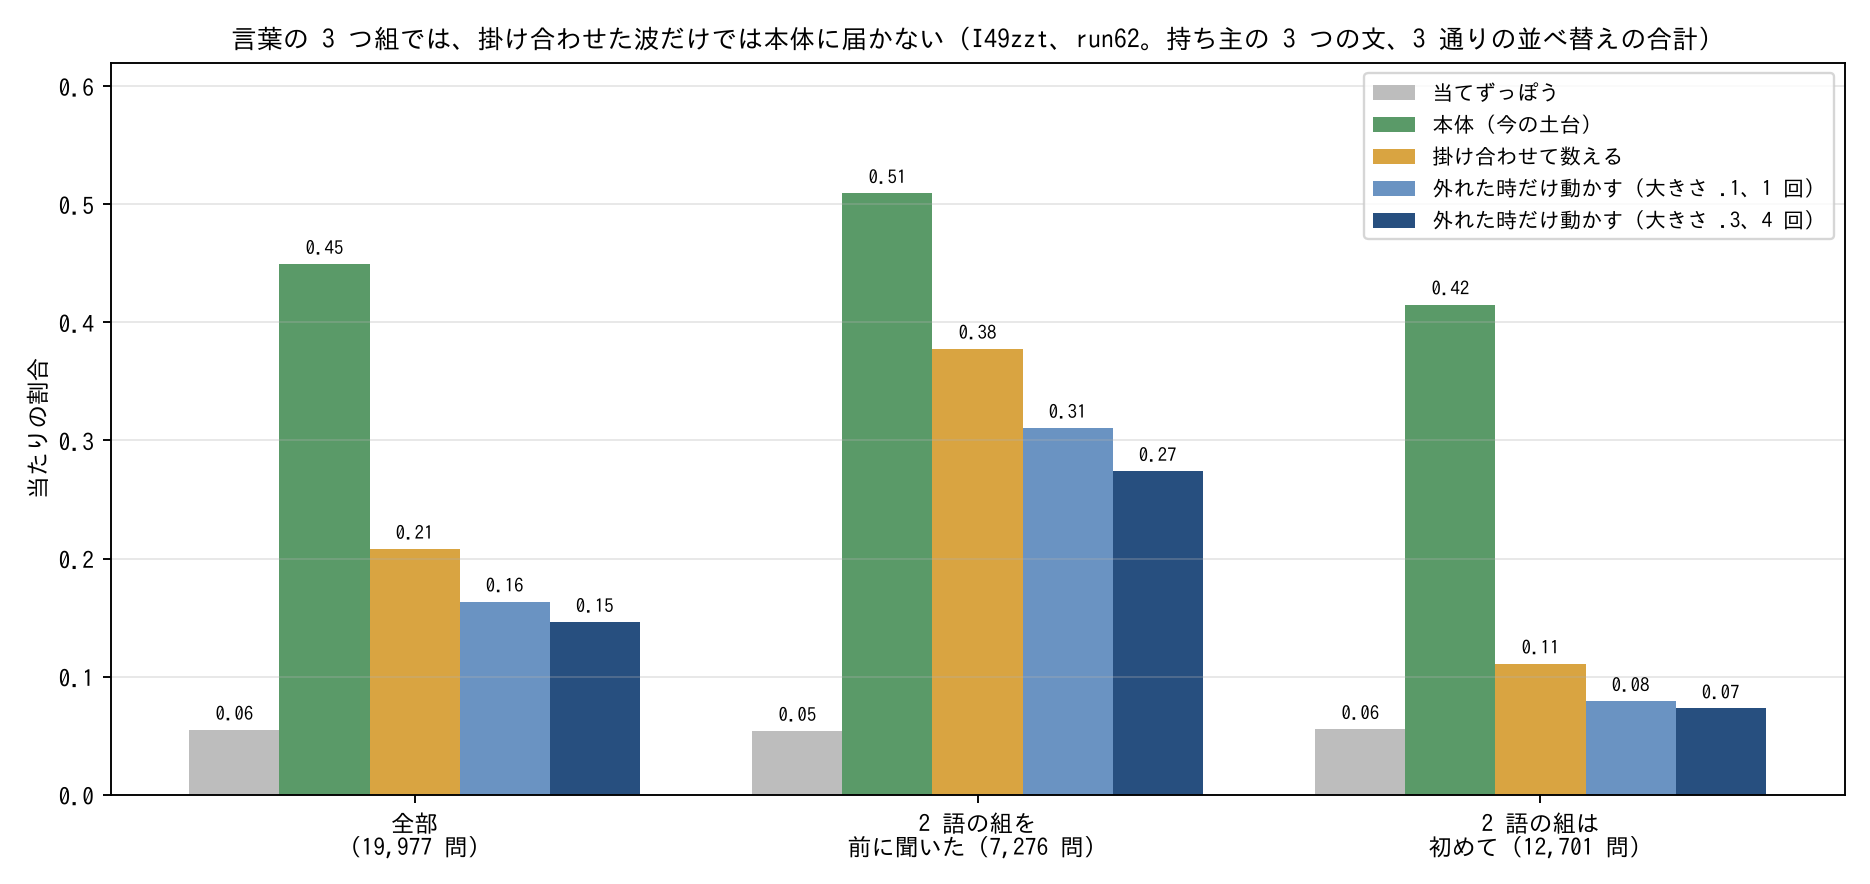 言葉の 3 つ組では、掛け合わせた波だけでは本体に届かない（I49zzt、run62。持ち主の 3 つの文、3 通りの並べ替えの合計）
当たりの割合
0.6
0.5
0.4
0.3
0.2
0.1
0.0
当てずっぽう
本体（今の土台）
掛け合わせて数える
外れた時だけ動かす（大きさ .1、1 回）
外れた時だけ動かす（大きさ .3、4 回）
0.06
0.45
0.21
0.16
0.15
0.05
0.51
0.38
0.31
0.27
0.06
0.42
0.11
0.08
0.07
全部
（19,977 問）
2 語の組を
前に聞いた（7,276 問）
2 語の組は
初めて（12,701 問）